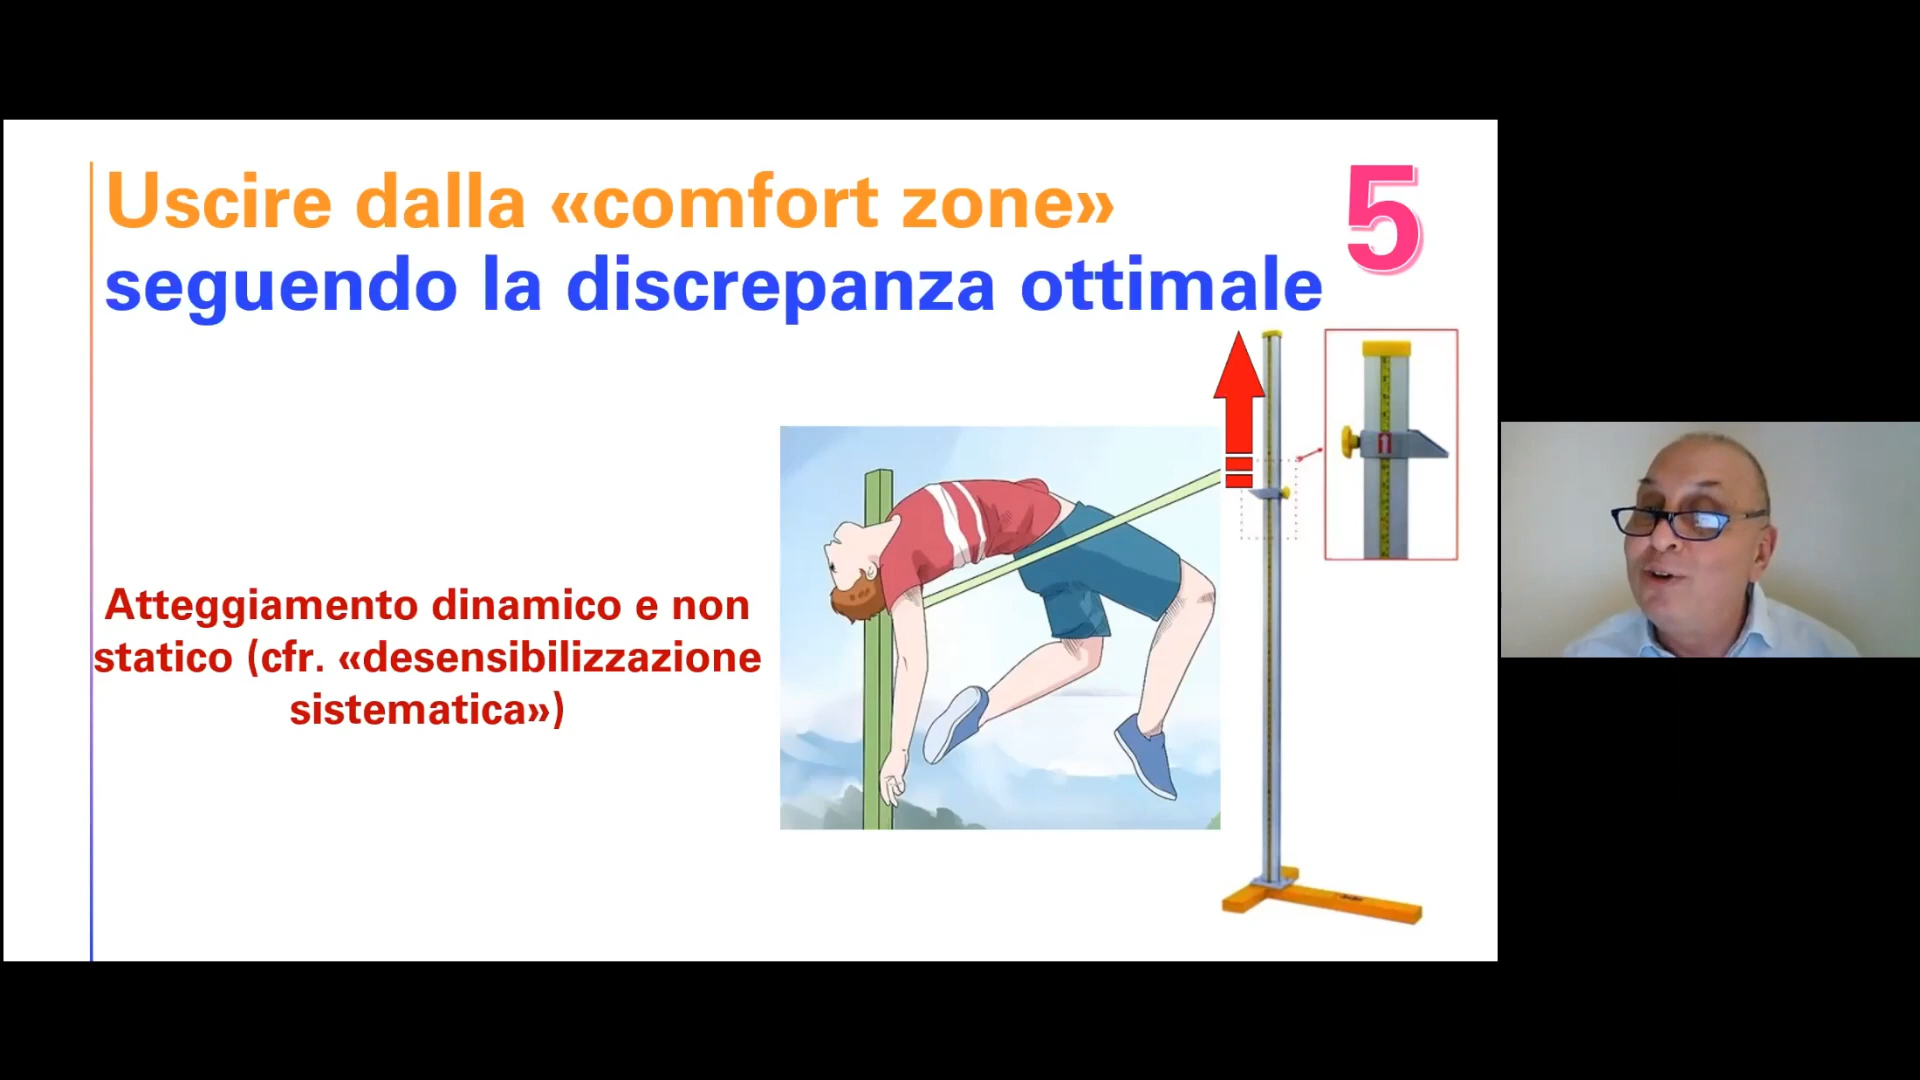 Uscire dalla «comfort zone»
5
seguendo la discrepanza ottimale
Atteggiamento dinamico e non
statico (cfr. «desensibilizzazione
sistematica»)